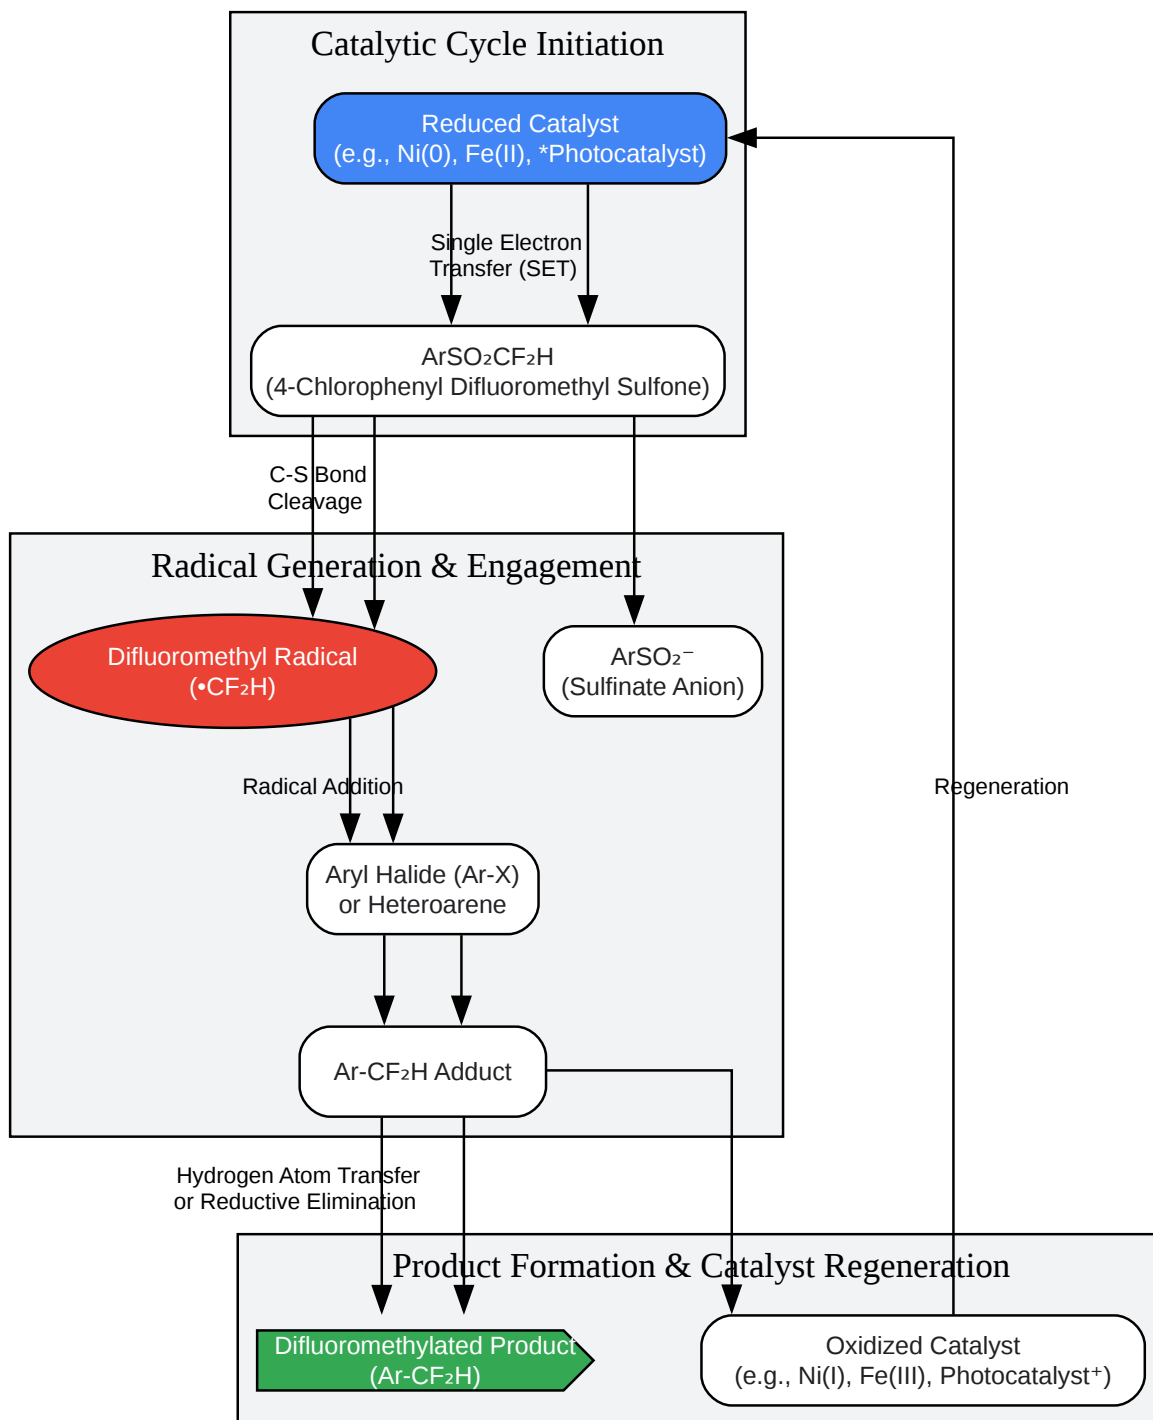 Catalytic Cycle Initiation
Reduced Catalyst
(e.g., Ni(0), Fe(II), *Photocatalyst)
Single Electron
Transfer (SET)
ArSO₂CF₂H
(4-Chlorophenyl Difluoromethyl Sulfone)
C-S Bond
Cleavage
Radical Generation & Engagement
Difluoromethyl Radical
(•CF₂H)
ArSO₂⁻
(Sulfinate Anion)
Radical Addition
Regeneration
Aryl Halide (Ar-X)
or Heteroarene
Ar-CF₂H Adduct
Hydrogen Atom Transfer
or Reductive Elimination
Product Formation & Catalyst Regeneration
Difluoromethylated Product
(Ar-CF₂H)
Oxidized Catalyst
(e.g., Ni(I), Fe(III), Photocatalyst⁺)